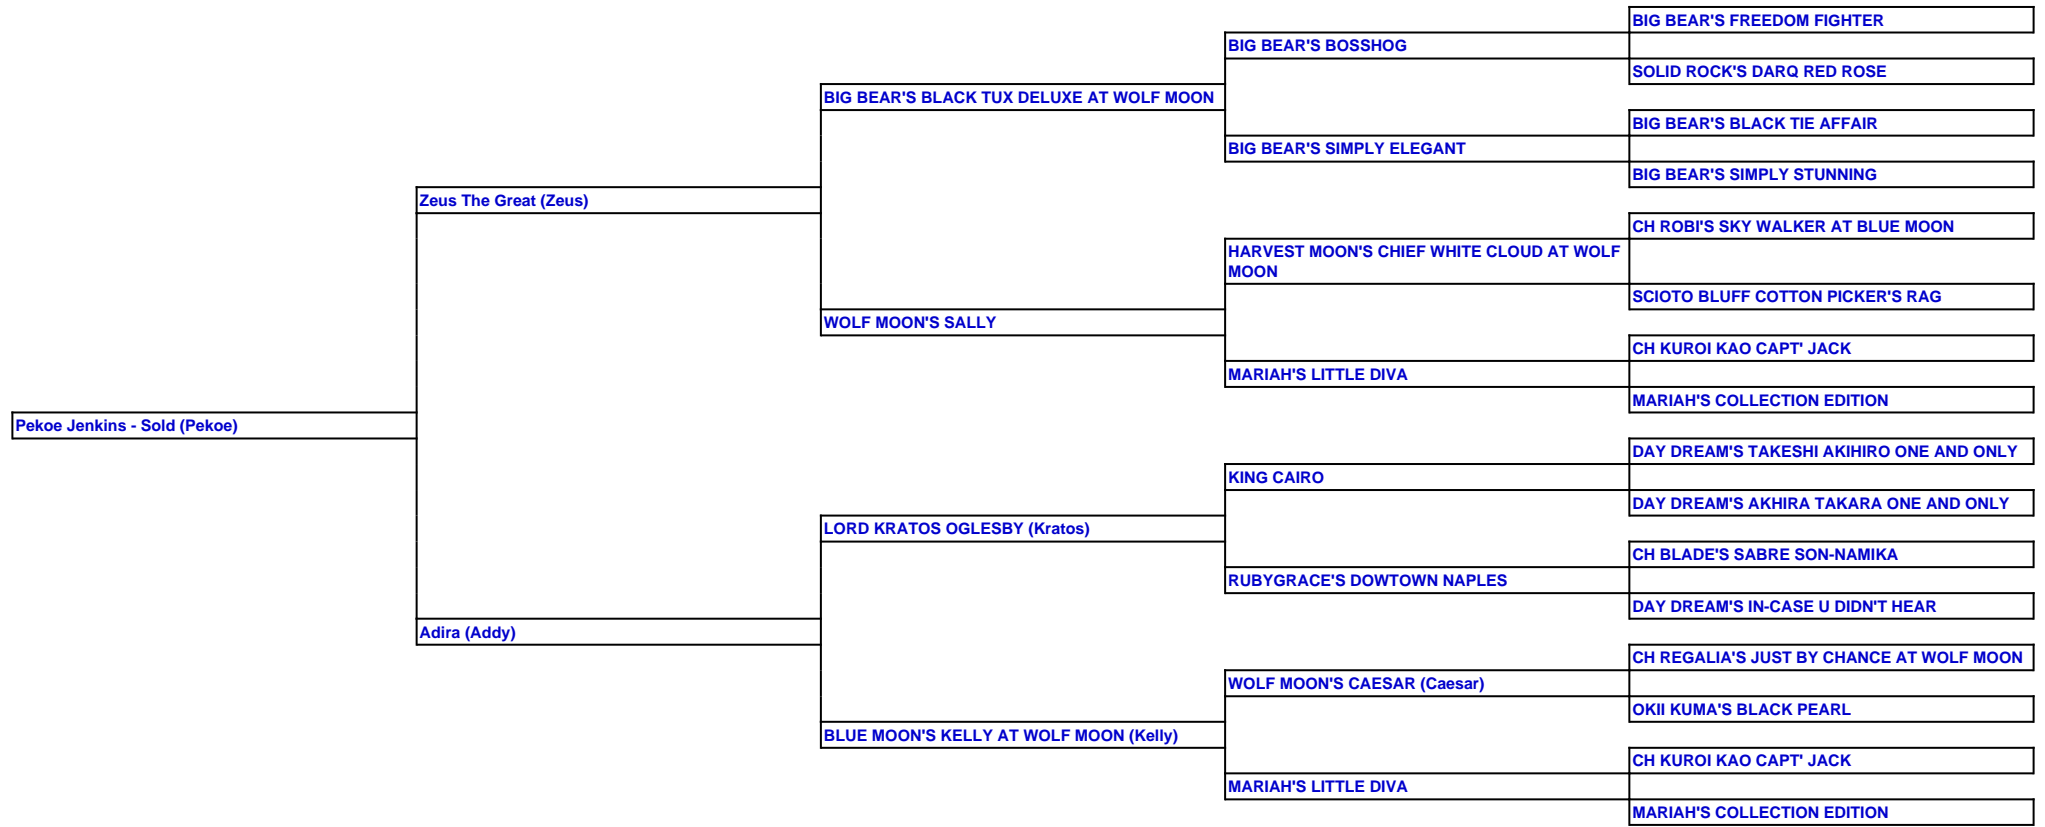 BIG BEAR'S FREEDOM FIGHTER
BIG BEAR'S BOSSHOG
SOLID ROCK'S DARQ RED ROSE
BIG BEAR'S BLACK TUX DELUXE AT WOLF MOON
BIG BEAR'S BLACK TIE AFFAIR
BIG BEAR'S SIMPLY ELEGANT
BIG BEAR'S SIMPLY STUNNING
Zeus The Great (Zeus)
CH ROBI'S SKY WALKER AT BLUE MOON
HARVEST MOON'S CHIEF WHITE CLOUD AT WOLF
MOON
SCIOTO BLUFF COTTON PICKER'S RAG
WOLF MOON'S SALLY
CH KUROI KAO CAPT' JACK
MARIAH'S LITTLE DIVA
MARIAH'S COLLECTION EDITION
Pekoe Jenkins - Sold (Pekoe)
DAY DREAM'S TAKESHI AKIHIRO ONE AND ONLY
KING CAIRO
DAY DREAM'S AKHIRA TAKARA ONE AND ONLY
LORD KRATOS OGLESBY (Kratos)
CH BLADE'S SABRE SON-NAMIKA
RUBYGRACE'S DOWTOWN NAPLES
DAY DREAM'S IN-CASE U DIDN'T HEAR
Adira (Addy)
CH REGALIA'S JUST BY CHANCE AT WOLF MOON
WOLF MOON'S CAESAR (Caesar)
OKII KUMA'S BLACK PEARL
BLUE MOON'S KELLY AT WOLF MOON (Kelly)
CH KUROI KAO CAPT' JACK
MARIAH'S LITTLE DIVA
MARIAH'S COLLECTION EDITION